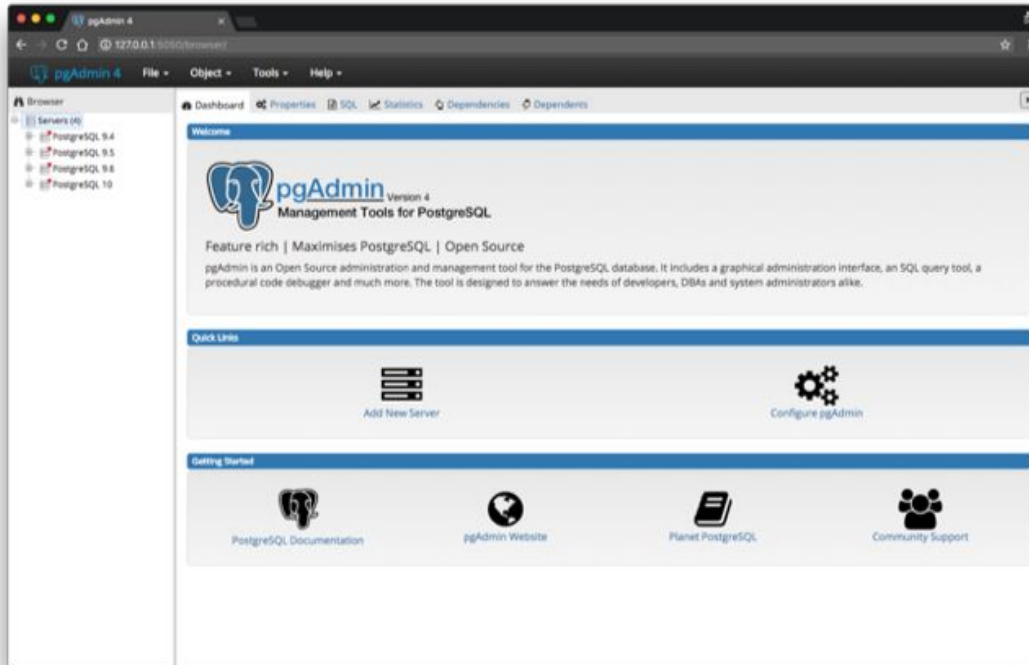 pgAdmin 4
127.0.0.1:5050/browser/
pgAdmin 4 File Object Tools Help
Browser
Servers (4)
PostgreSQL 9.4
PostgreSQL 9.5
PostgreSQL 9.6
PostgreSQL 10
Dashboard Properties SQL Statistics Dependencies Dependents
Welcome
pgAdmin Version 4
Management Tools for PostgreSQL
Feature rich | Maximises PostgreSQL | Open Source
pgAdmin is an Open Source administration and management tool for the PostgreSQL database. It includes a graphical administration interface, an SQL query tool, a
procedural code debugger and much more. The tool is designed to answer the needs of developers, DBAs and system administrators alike.
Quick Links
Add New Server
Configure pgAdmin
Getting Started
PostgreSQL Documentation
pgAdmin Website
Planet PostgreSQL
Community Support